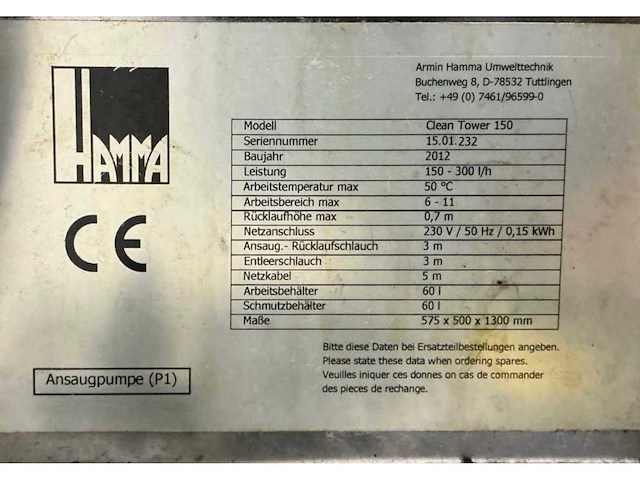 HAMMA
CE
Armin Hamma Umwelttechnik
Buchenweg 8, D-78532 Tuttlingen
Tel.: +49 (0) 7461/96599-0
Modell Clean Tower 150
Seriennummer 15.01.232
Baujahr 2012
Leistung 150 - 300 l/h
Arbeitstemperatur max 50 °C
Arbeitsbereich max 6 - 11
Rücklaufhöhe max 0,7 m
Netzanschluss 230 V / 50 Hz / 0,15 kWh
Ansaug.- Rücklaufschlauch 3 m
Entleerschlauch 3 m
Netzkabel 5 m
Arbeitsbehälter 60 l
Schmutzbehälter 60 l
Maße 575 x 500 x 1300 mm
Bitte diese Daten bei Ersatzteilbestellungen angeben.
Please state these data when ordering spares.
Veuilles iniquer ces donnes on cas de commander
des pieces de rechange.
Ansaugpumpe (P1)